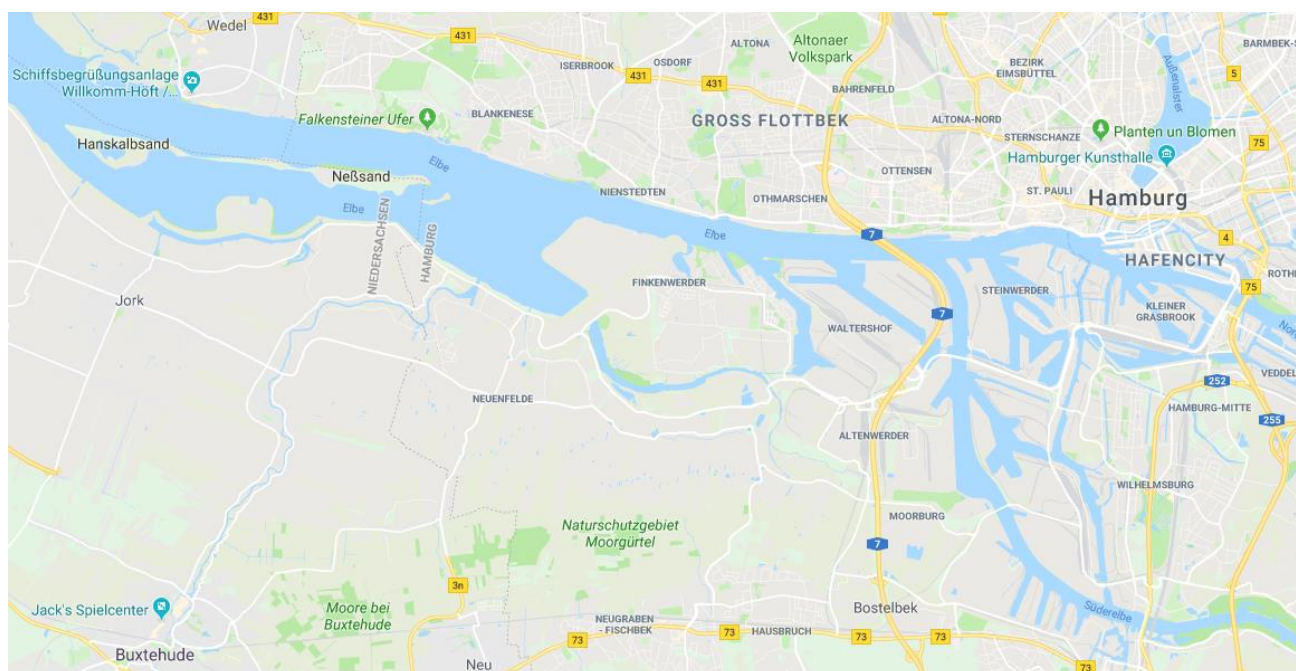 431
Wedel
431
Schiffsbegrüßungsanlage
Willkomm-Höft /...
Hanskalbsand
Falkensteiner Ufer
BLANKENESE
ISERBROOK
OSDORF
431
431
ALTONA
Altonaer
Volkspark
BAHRENFELD
GROSS FLOTTBEK
ALTONA-NORD
BEZIRK
EIMSBÜTTEL
Außenalster
5
BARMBEK-S
STERNSCHANZE
Planten un Blomen
75
Hamburger Kunsthalle
OTTENSEN
ST. PAULI
Hamburg
Elbe
Neßsand
NIENSTEDTEN
OTHMARSCHEN
Elbe
Elbe
7
4
HAFENCITY
ROTH
75
NIEDERSACHSEN
HAMBURG
Jork
FINKENWERDER
STEINWERDER
7
WALTERSHOF
KLEINER
GRASBROOK
Nor
VEDDEL
252
HAMBURG-MITTE
255
NEUENFELDE
ALTENWERDER
WILHELMSBURG
MOORBURG
Naturschutzgebiet
Moorgürtel
7
3n
Jack's Spielcenter
Moore bei
Buxtehude
Buxtehude
NEUGRABEN
- FISCHBEK
73
73
HAUSBRUCH
Bostelbek
73
73
73
Süderelbe
Neu